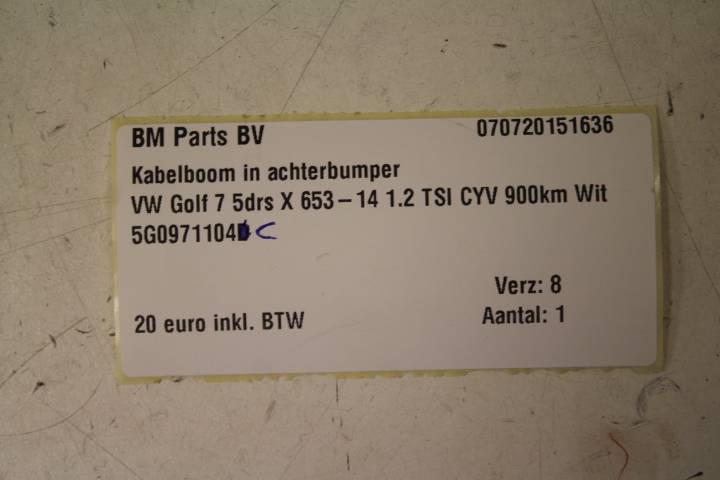 BM Parts BV 070720151636
Kabelboom in achterbumper
VW Golf 7 5drs X 653-14 1.2 TSI CYV 900km Wit
5G0971104 C
Verz: 8
20 euro inkl. BTW Aantal: 1